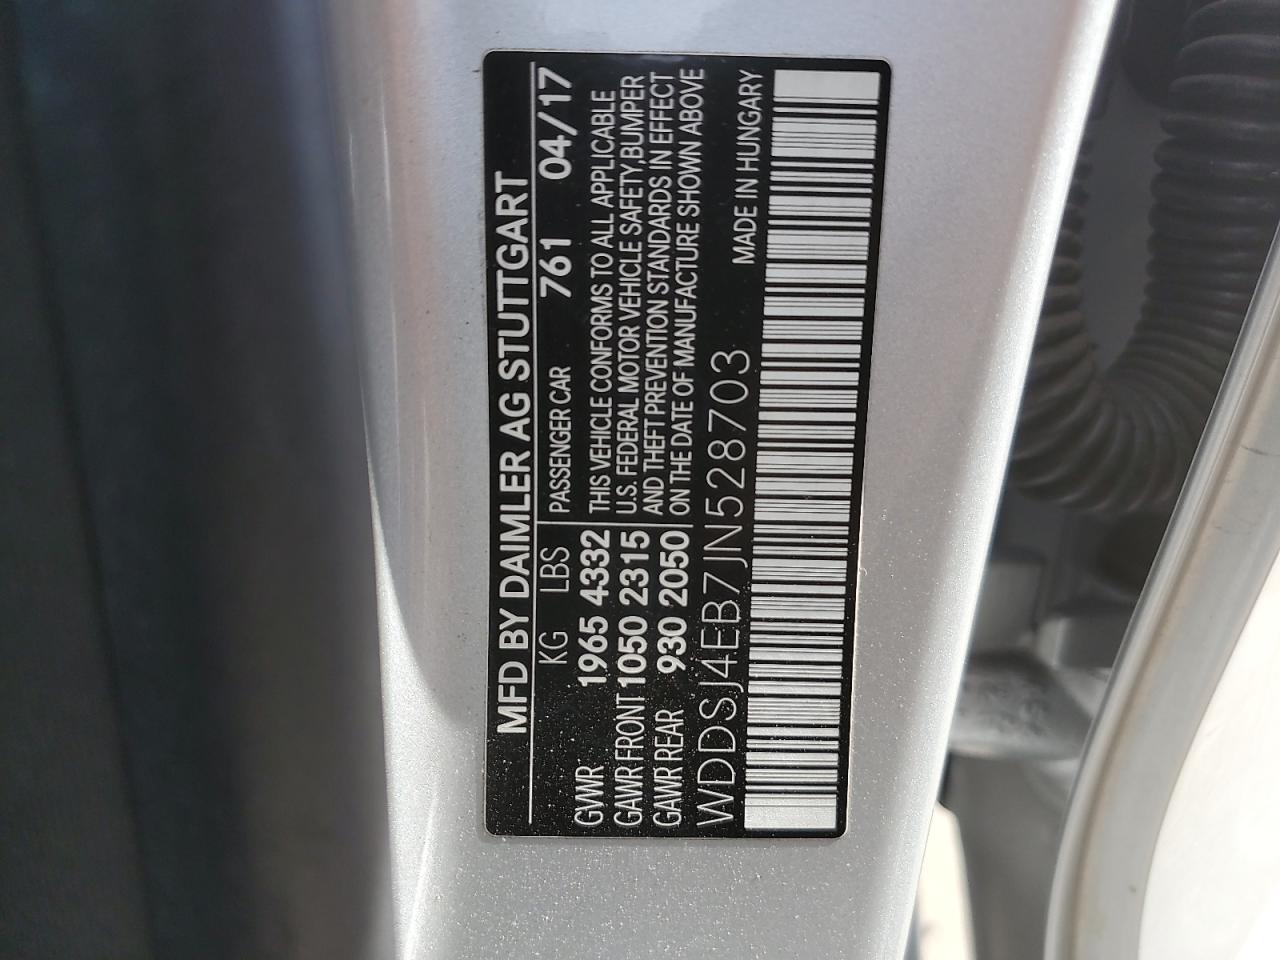 MFD BY DAIMLER AG STUTTGART
KG LBS PASSENGER CAR 761 04/17
GVWR 1965 4332 THIS VEHICLE CONFORMS TO ALL APPLICABLE
GAWR FRONT 1050 2315 U.S. FEDERAL MOTOR VEHICLE SAFETY,BUMPER
GAWR REAR 930 2050 AND THEFT PREVENTION STANDARDS IN EFFECT
ON THE DATE OF MANUFACTURE SHOWN ABOVE
WDDSJ4EB7JN528703 MADE IN HUNGARY